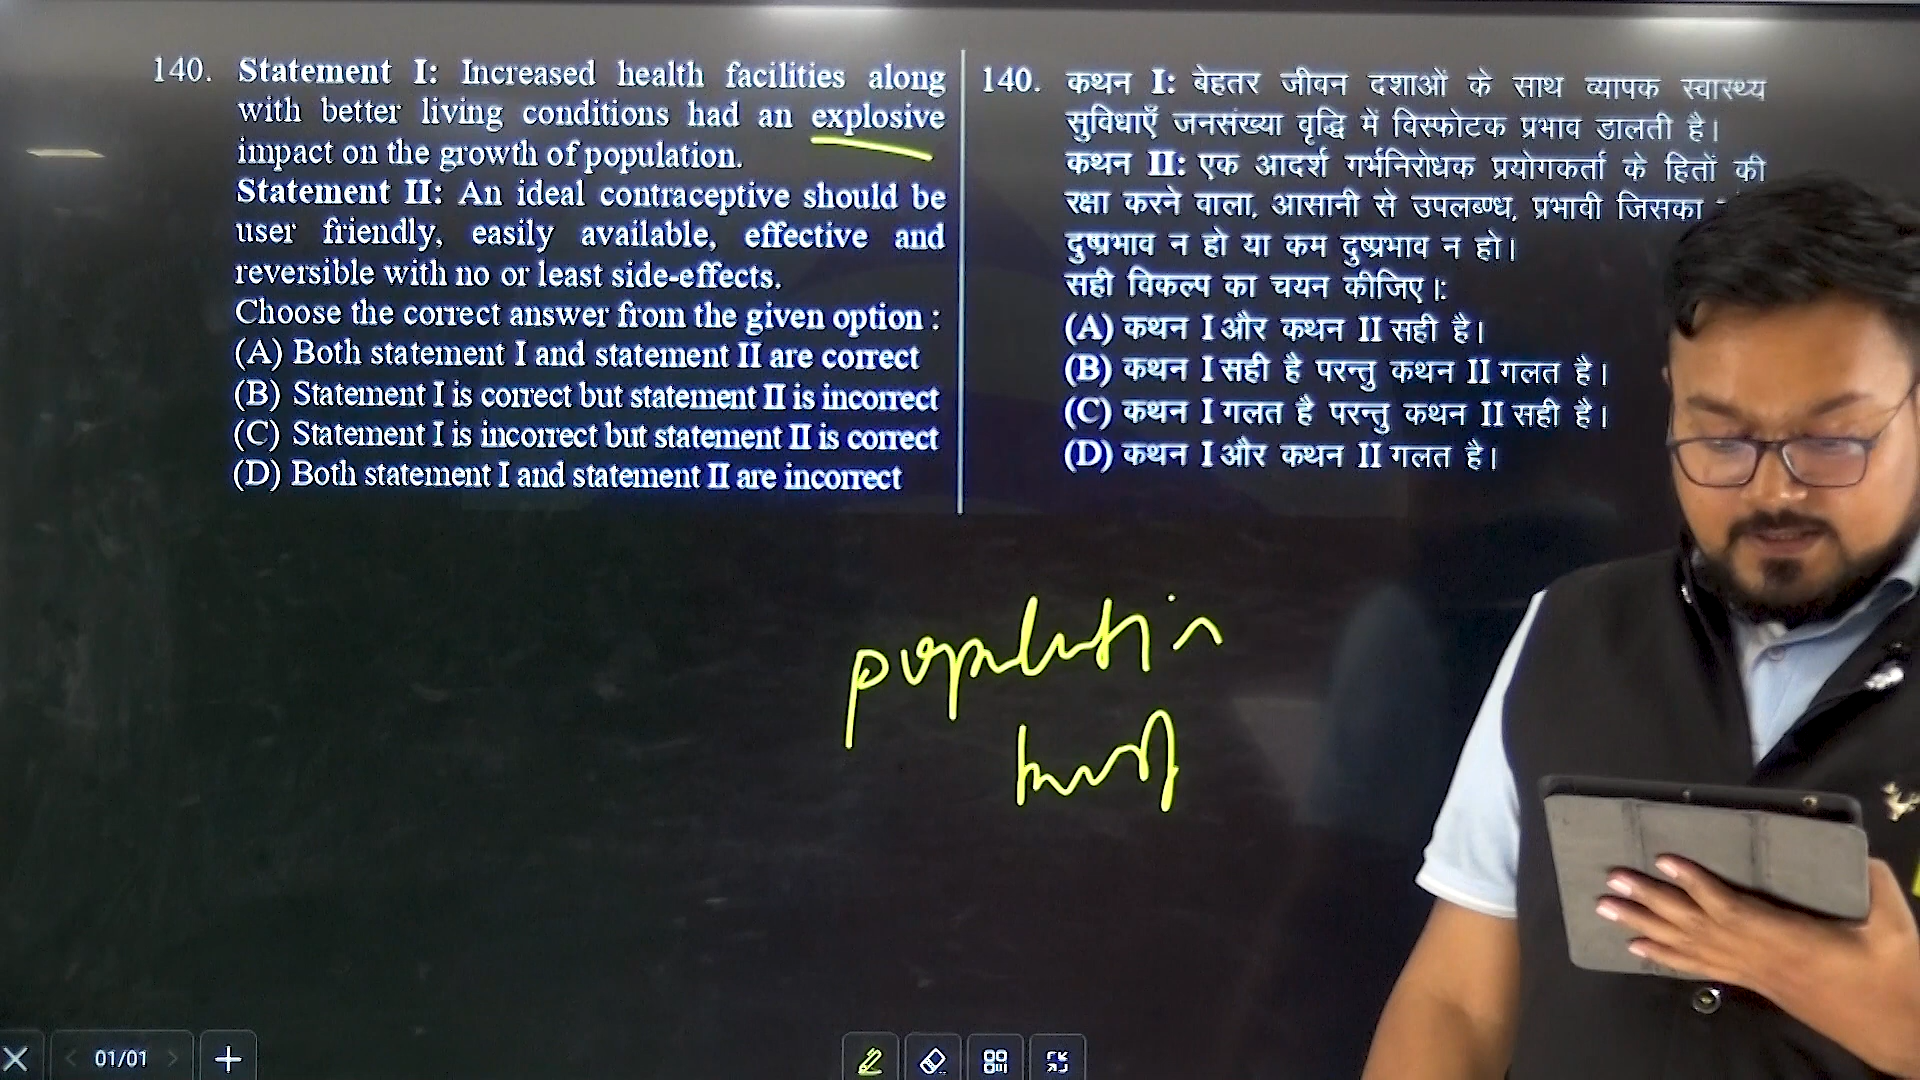 140. Statement I: Increased health facilities along
with better living conditions had an explosive
impact on the growth of population.
Statement II: An ideal contraceptive should be
user friendly, easily available, effective and
reversible with no or least side-effects.
Choose the correct answer from the given option :
(A) Both statement I and statement II are correct
(B) Statement I is correct but statement II is incorrect
(C) Statement I is incorrect but statement II is correct
(D) Both statement I and statement II are incorrect
140. कथन I: बेहतर जीवन दशाओं के साथ व्यापक स्वास्थ्य
सुविधाएँ जनसंख्या वृद्धि में विस्फोटक प्रभाव डालती है।
कथन II: एक आदर्श गर्भनिरोधक प्रयोगकर्ता के हितों की
रक्षा करने वाला, आसानी से उपलब्ध, प्रभावी जिसका
दुष्प्रभाव न हो या कम दुष्प्रभाव न हो।
सही विकल्प का चयन कीजिए।:
(A) कथन I और कथन II सही है।
(B) कथन I सही है परन्तु कथन II गलत है।
(C) कथन I गलत है परन्तु कथन II सही है।
(D) कथन I और कथन II गलत है।
01/01